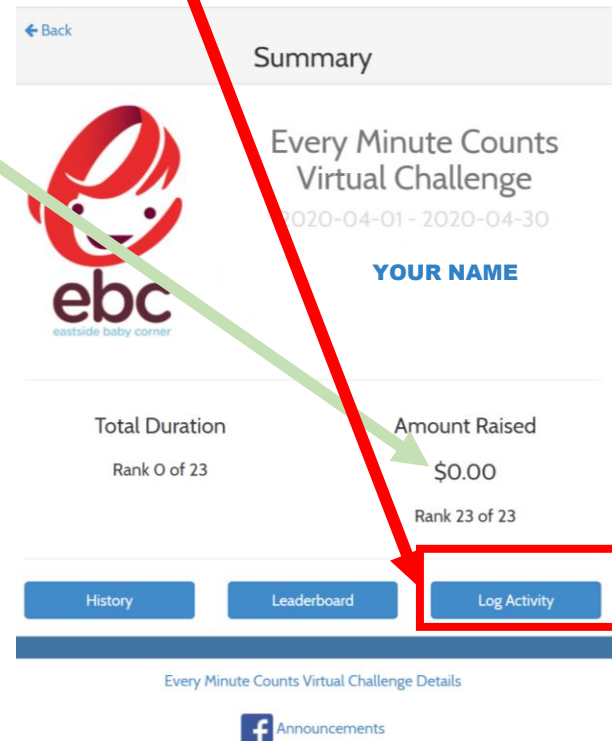 Back
Summary
Every Minute Counts
Virtual Challenge
2020-04-01 - 2020-04-30
YOUR NAME
ebc
eastside baby corner
Total Duration
Rank 0 of 23
Amount Raised
$0.00
Rank 23 of 23
History
Leaderboard
Log Activity
Every Minute Counts Virtual Challenge Details
f
Announcements